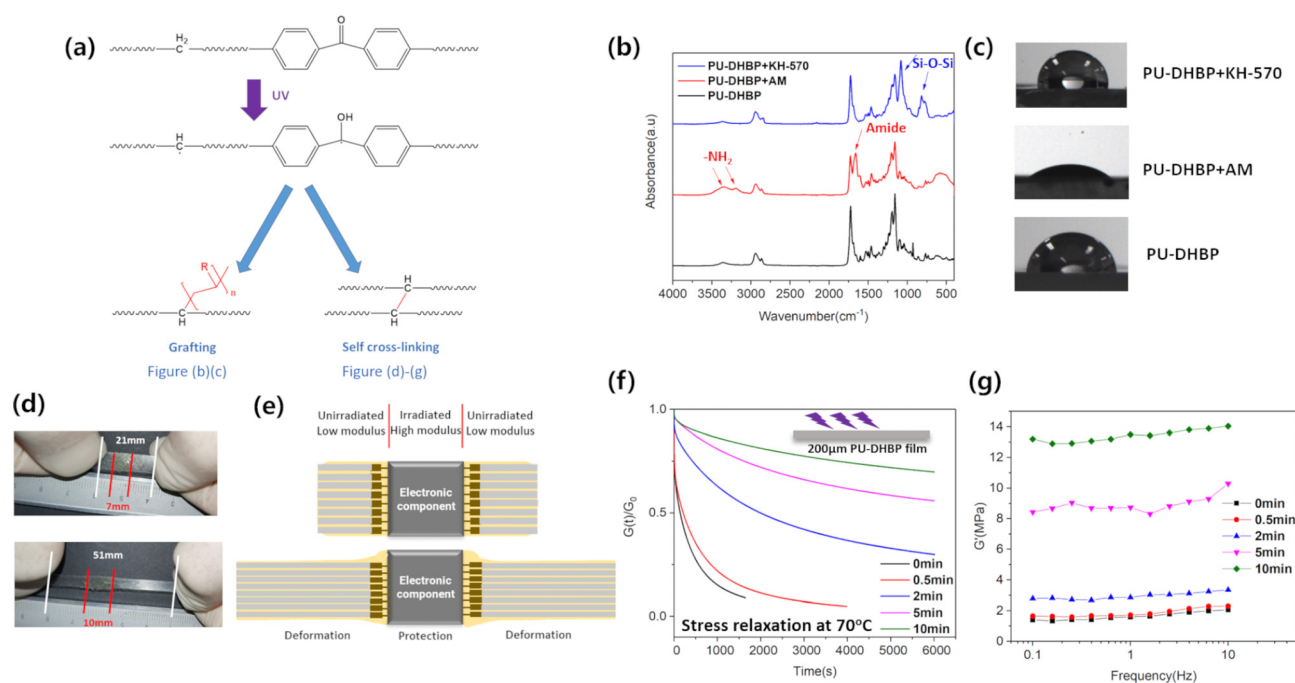 (a)
O
C
H2
UV
OH
C
C
R
n
C
H
H
C
C
H
Grafting
Figure (b)(c)
Self cross-linking
Figure (d)-(g)
(b)
PU-DHBP+KH-570
PU-DHBP+AM
PU-DHBP
Si-O-Si
Amide
-NH2
Absorbance(a.u)
4000 3500 3000 2500 2000 1500 1000 500
Wavenumber(cm-1)
(c)
PU-DHBP+KH-570
PU-DHBP+AM
PU-DHBP
(d)
21mm
7mm
51mm
10mm
(e)
Unirradiated Irradiated Unirradiated
Low modulus High modulus Low modulus
Electronic
component
Electronic
component
Deformation Protection Deformation
(f)
1.0
0.5
0.0
G(t)/G0
200μm PU-DHBP film
0min
0.5min
2min
5min
10min
Stress relaxation at 70°C
0 1000 2000 3000 4000 5000 6000
Time(s)
(g)
14
12
10
8
6
4
2
0
G'(MPa)
0min
0.5min
2min
5min
10min
0.1 1 10
Frequency(Hz)